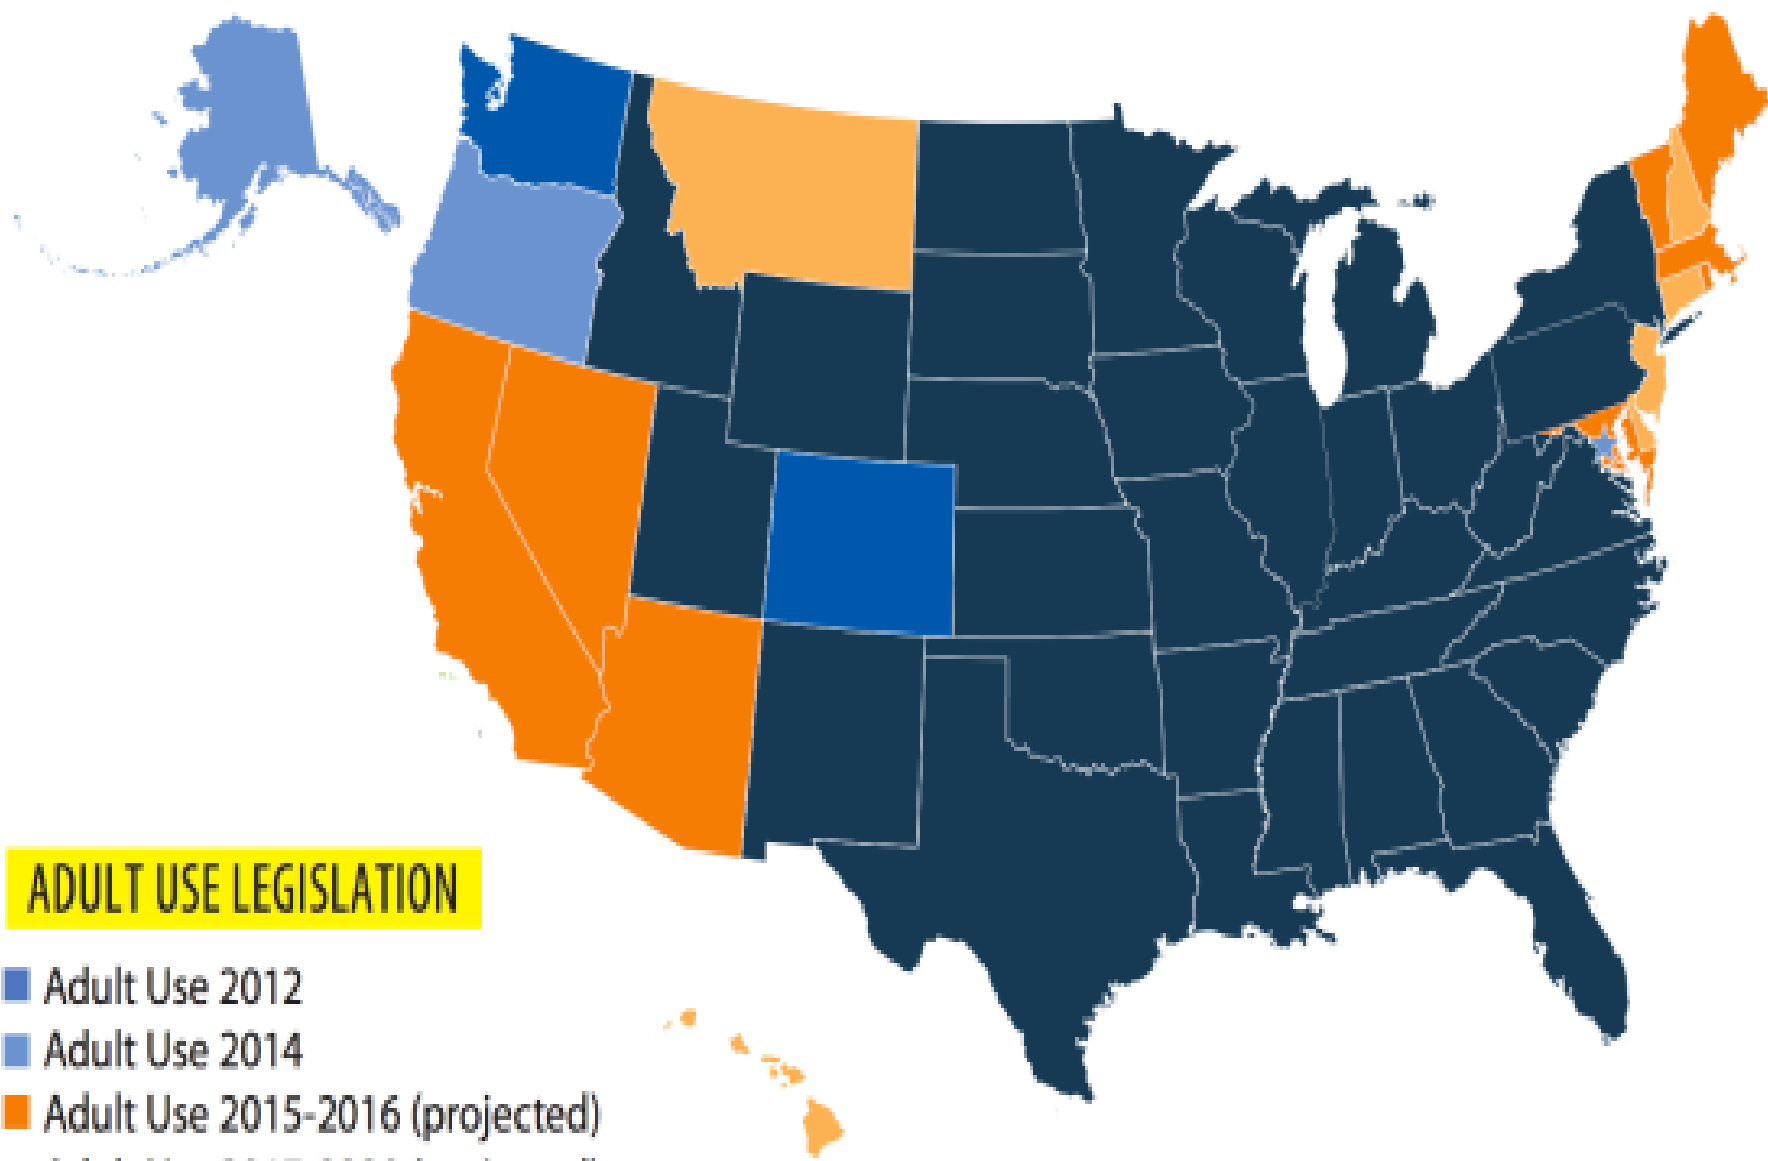 ADULT USE LEGISLATION
Adult Use 2012
Adult Use 2014
Adult Use 2015-2016 (projected)